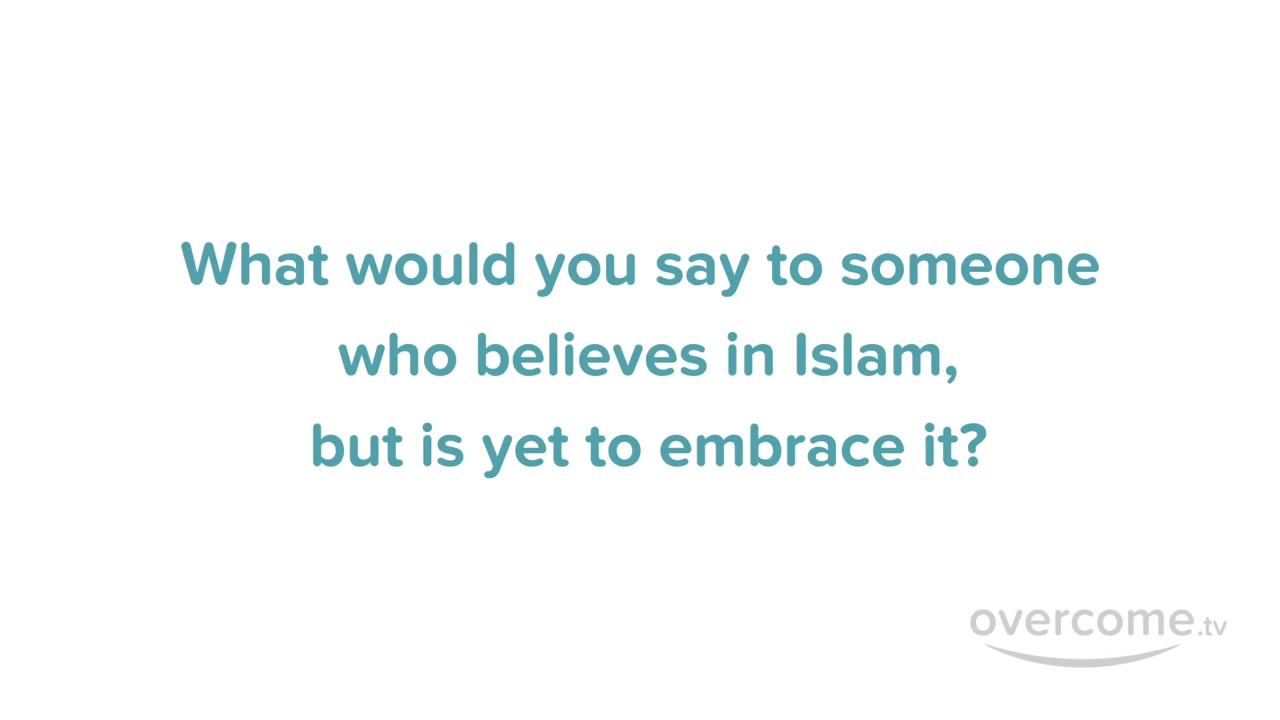 What would you say to someone
who believes in Islam,
but is yet to embrace it?
overcome.tv